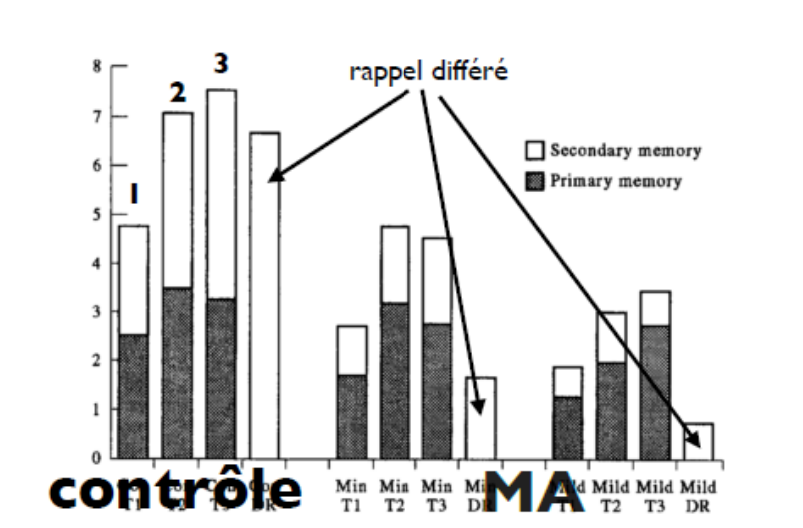 8
7
6
5
4
3
2
1
0
1
2
3
rappel différé
Secondary memory
Primary memory
contrôle
MA
T1
Min Min Min
T1 T2 T3
Mild Mild Mild
T2 T3 DR